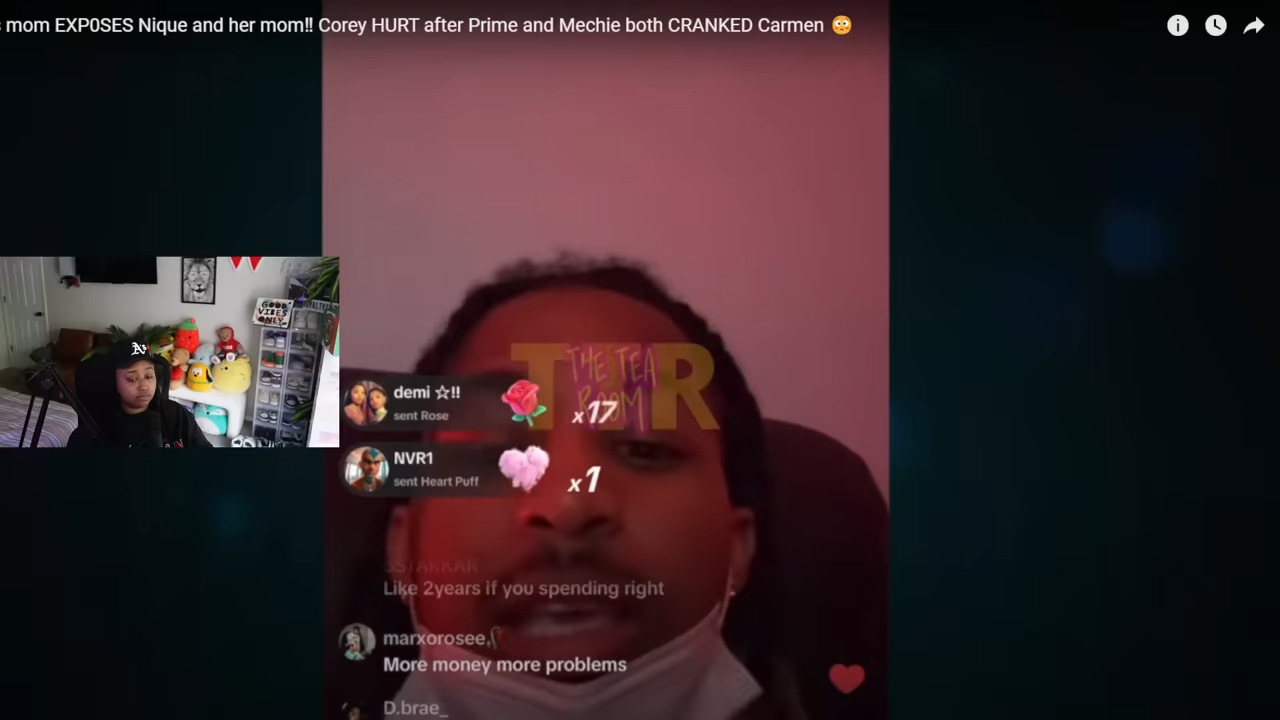 mom EXP0SES Nique and her mom!! Corey HURT after Prime and Mechie both CRANKED Carmen 😳
GOOD
VIBES
ONLY
THE TEA
ROOM
demi ☆!!
sent Rose
x17
NVR1
sent Heart Puff
x1
Like 2years if you spending right
marxorosee
More money more problems
D.brae_